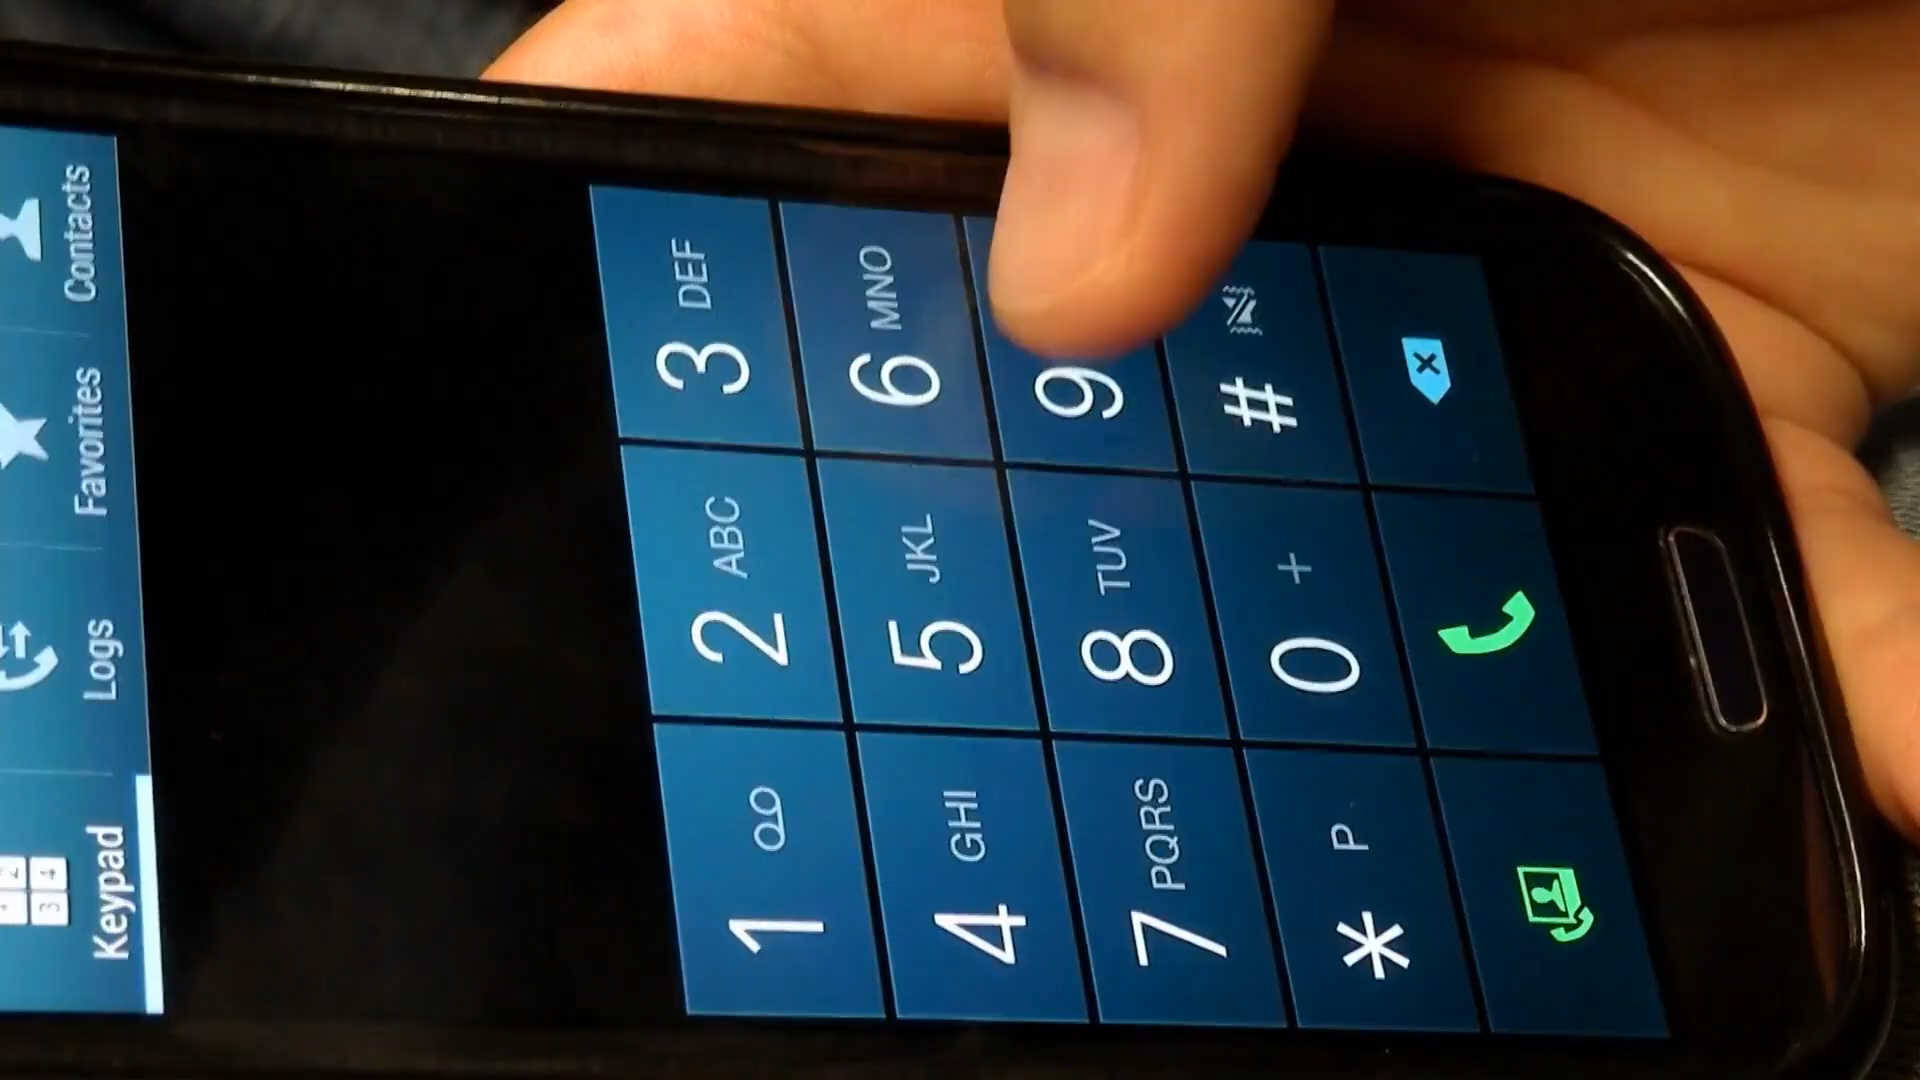 Keypad
Logs
Favorites
Contacts
1
2 ABC
3 DEF
4 GHI
5 JKL
6 MNO
7 PQRS
8 TUV
9
* P
0 +
#